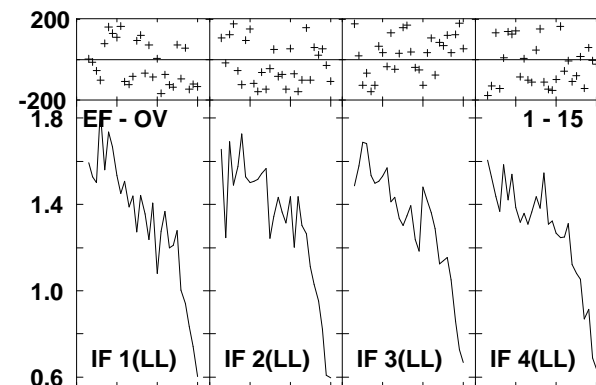 200
-200
1.8
EF - OV
1 - 15
1.4
1.0
0.6
IF 1(LL)
IF 2(LL)
IF 3(LL)
IF 4(LL)